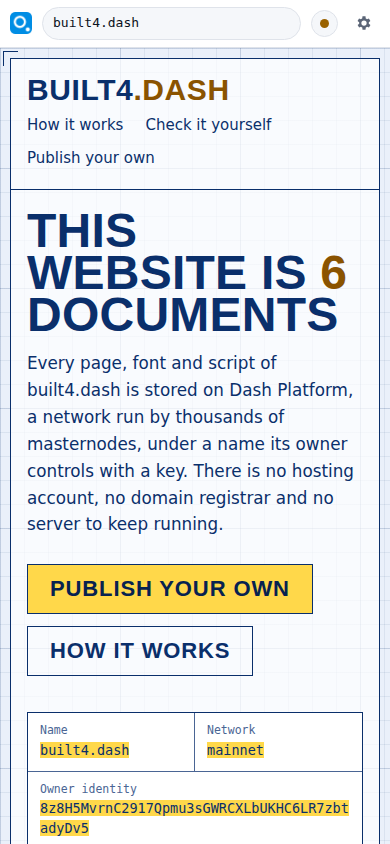 built4.dash
BUILT4.DASH
How it works Check it yourself
Publish your own
THIS
WEBSITE IS 6
DOCUMENTS
Every page, font and script of
built4.dash is stored on Dash Platform,
a network run by thousands of
masternodes, under a name its owner
controls with a key. There is no hosting
account, no domain registrar and no
server to keep running.
PUBLISH YOUR OWN
HOW IT WORKS
Name Network
built4.dash mainnet
Owner identity
8z8H5MvrnC2917Qpmu3sGWRCXLbUKHC6LR7zbt
adyDv5